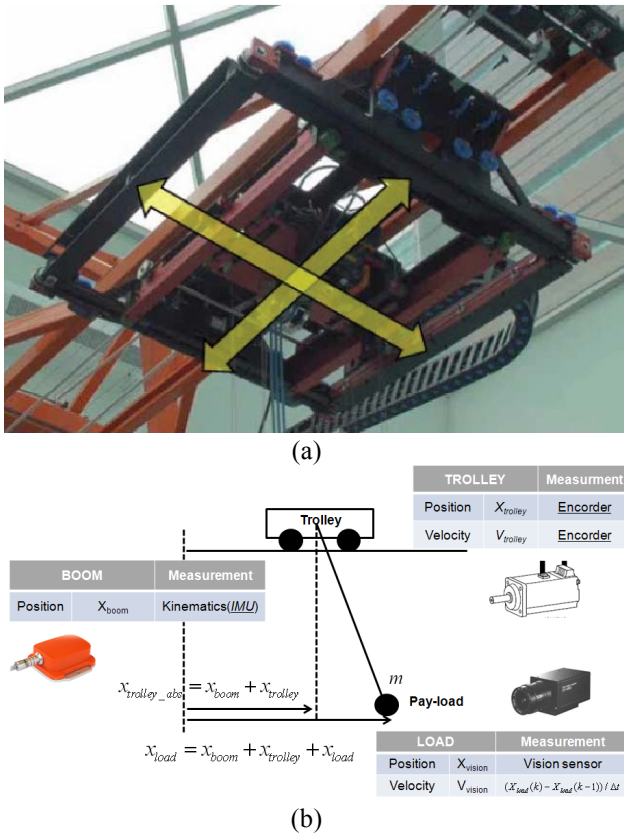 (a)
TROLLEY Measurment
Position X_trolley Encorder
Velocity V_trolley Encorder
Trolley
BOOM Measurement
Position X_boom Kinematics(IMU)
x_trolley_abs = x_boom + x_trolley
m
Pay-load
x_load = x_boom + x_trolley + x_load
LOAD Measurement
Position X_vision Vision sensor
Velocity V_vision (X_load(k) − X_load(k−1)) / Δt
(b)